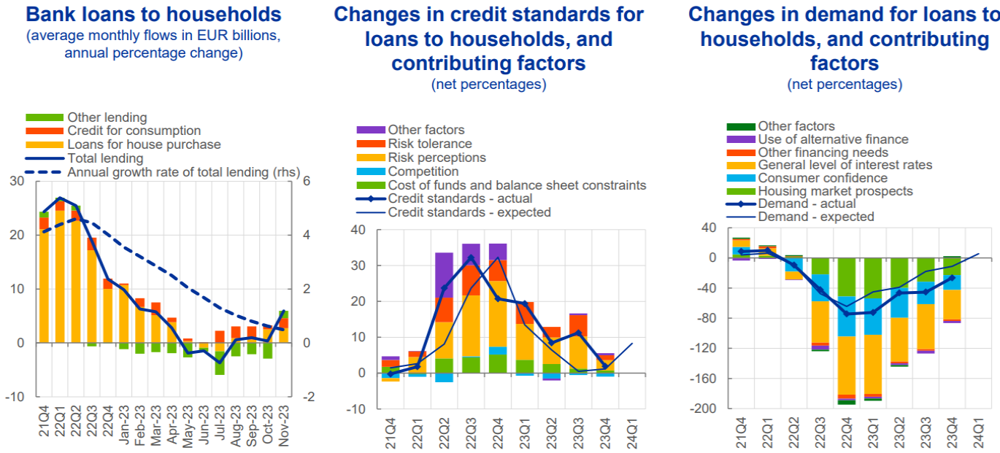 Bank loans to households
(average monthly flows in EUR billions,
annual percentage change)
Other lending
Credit for consumption
Loans for house purchase
Total lending
Annual growth rate of total lending (rhs)
30
20
10
0
-10
6
4
2
0
-2
21Q4
22Q1
22Q2
22Q3
22Q4
Jan-23
Feb-23
Mar-23
Apr-23
May-23
Jun-23
Jul-23
Aug-23
Sep-23
Oct-23
Nov-23
Changes in credit standards for
loans to households, and
contributing factors
(net percentages)
Other factors
Risk tolerance
Risk perceptions
Competition
Cost of funds and balance sheet constraints
Credit standards - actual
Credit standards - expected
40
30
20
10
0
-10
21Q4
22Q1
22Q2
22Q3
22Q4
23Q1
23Q2
23Q3
23Q4
24Q1
Changes in demand for loans to
households, and contributing
factors
(net percentages)
Other factors
Use of alternative finance
Other financing needs
General level of interest rates
Consumer confidence
Housing market prospects
Demand - actual
Demand - expected
40
0
-40
-80
-120
-160
-200
21Q4
22Q1
22Q2
22Q3
22Q4
23Q1
23Q2
23Q3
23Q4
24Q1